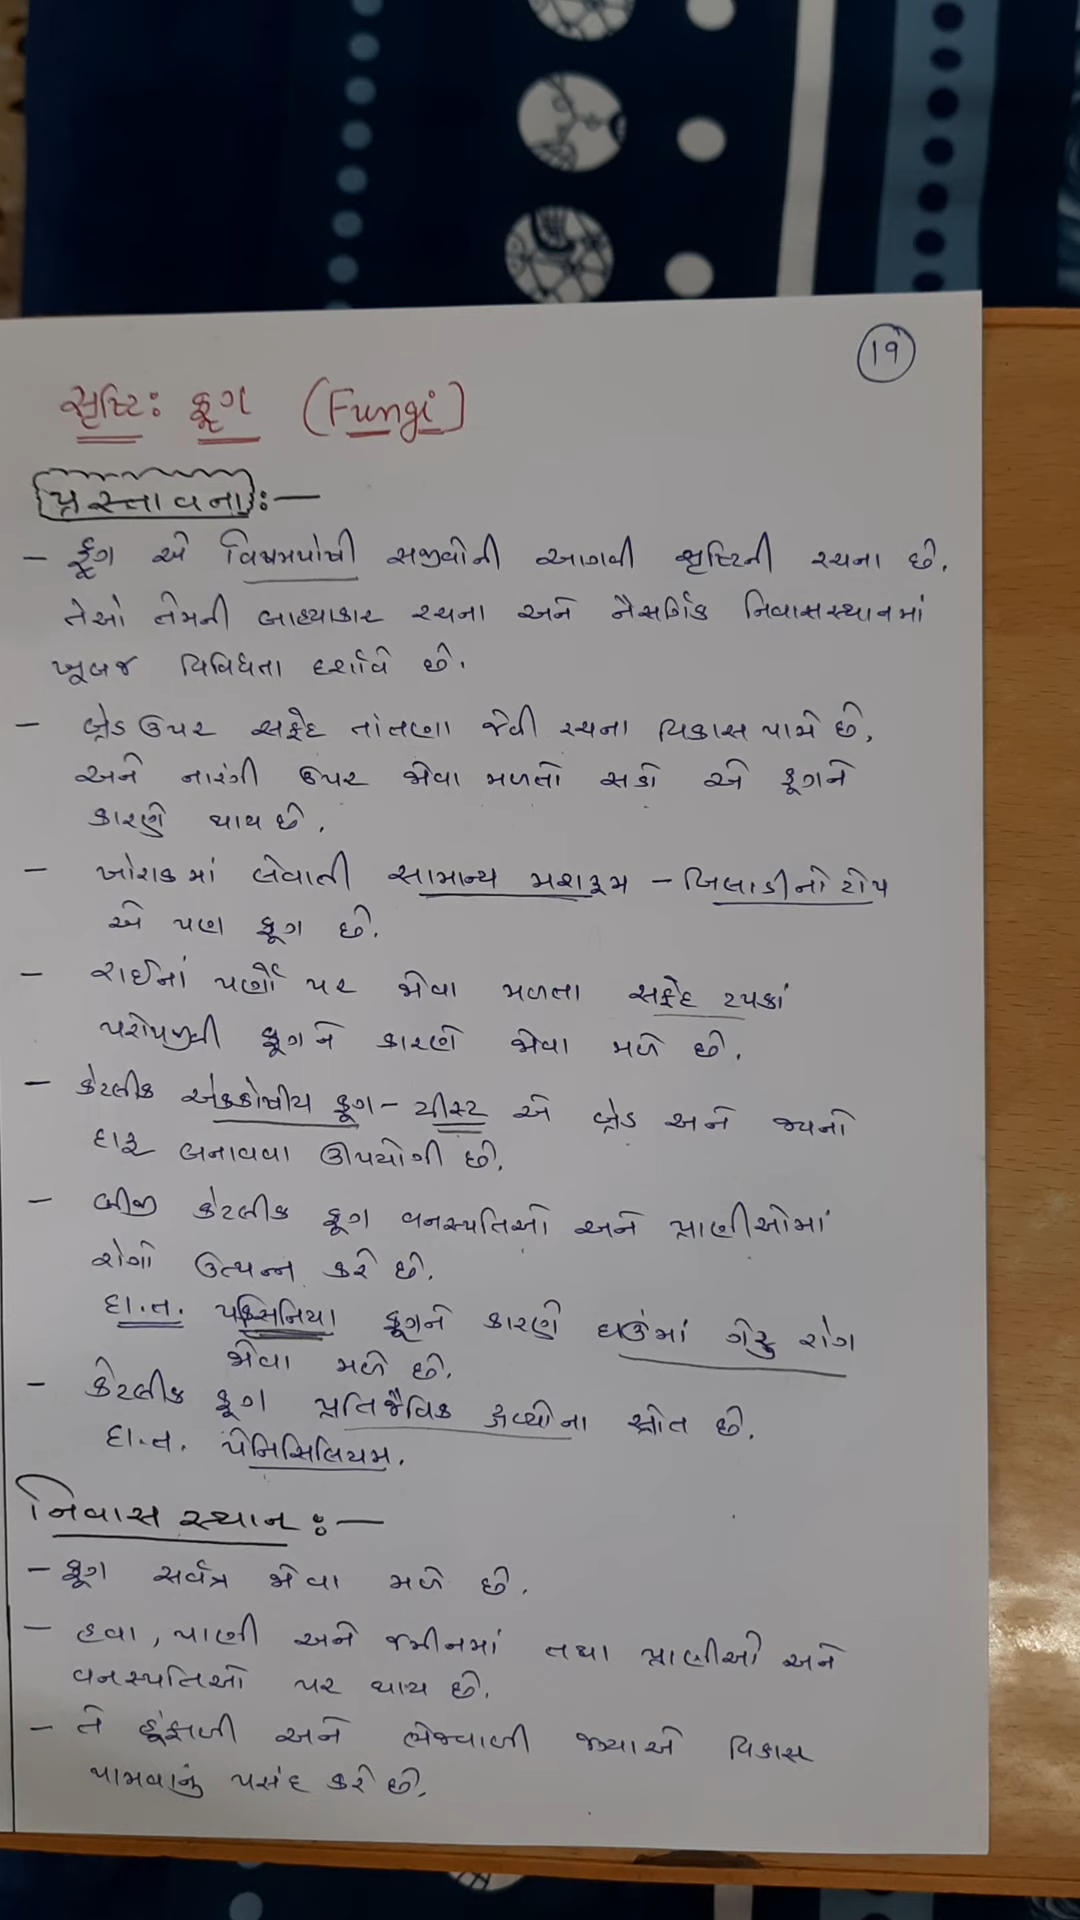 19
સૃષ્ટિ: ફૂગ (Fungi)
પ્રસ્તાવના:-
- ફૂગ એ વિષમપોષી સજીવોની આગવી સૃષ્ટિની રચના છે.
તેઓ તેમની બાહ્યાકાર રચના અને નૈસર્ગિક નિવાસસ્થાનમાં
ખૂબજ વિવિધતા દર્શાવે છે.
- બ્રેડ ઉપર સફેદ તાંતણા જેવી રચના વિકાસ પામે છે,
અને નારંગી ઉપર જોવા મળતો સડો એ ફૂગને
કારણે થાય છે.
- ખોરાકમાં લેવાતી સામાન્ય મશરૂમ - બિલાડીનો ટોપ
એ પણ ફૂગ છે.
- રાઈનાં પર્ણો પર જોવા મળતા સફેદ ટપકાં
પરોપજીવી ફૂગને કારણે જોવા મળે છે.
- કેટલીક એકકોષીય ફૂગ - યીસ્ટ એ બ્રેડ અને જવનો
દારૂ બનાવવા ઊપયોગી છે.
- બીજી કેટલીક ફૂગ વનસ્પતિઓ અને પ્રાણીઓમાં
રોગો ઉત્પન્ન કરે છે.
દા.ત. પક્સિનિયા ફૂગને કારણે ઘઉંમાં ગેરુ રોગ
જોવા મળે છે.
- કેટલીક ફૂગ પ્રતિજૈવિક દ્રવ્યોના સ્રોત છે.
દા.ત. પેનિસિલિયમ.
નિવાસ સ્થાન :-
- ફૂગ સર્વત્ર જોવા મળે છે.
- હવા, પાણી અને જમીનમાં તથા પ્રાણીઓ અને
વનસ્પતિઓ પર થાય છે.
- તે હૂંફાળી અને ભેજવાળી જગ્યાએ વિકાસ
પામવાનું પસંદ કરે છે.